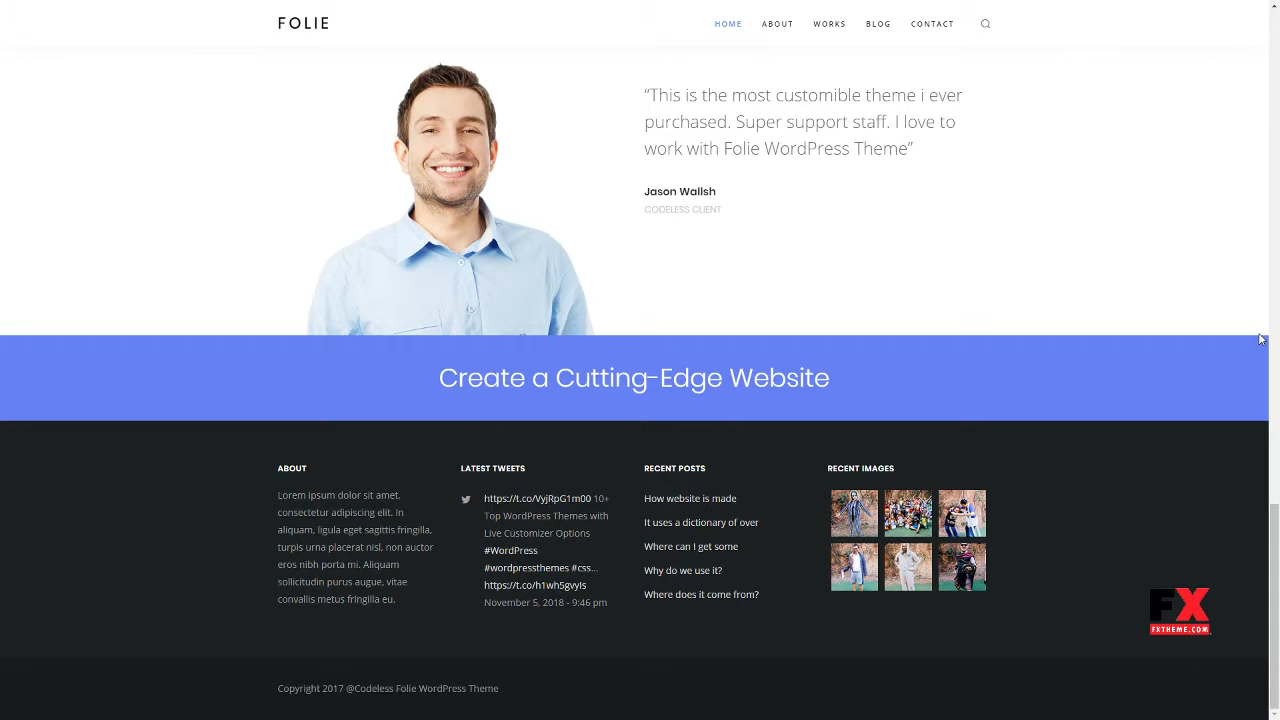 FOLIE
HOME
ABOUT
WORKS
BLOG
CONTACT
“This is the most customible theme i ever
purchased. Super support staff. I love to
work with Folie WordPress Theme”
Jason Wallsh
CODELESS CLIENT
Create a Cutting-Edge Website
ABOUT
Lorem ipsum dolor sit amet,
consectetur adipiscing elit. In
aliquam, ligula eget sagittis fringilla,
turpis urna placerat nisl, non auctor
eros nibh porta mi. Aliquam
sollicitudin purus augue, vitae
convallis metus fringilla eu.
LATEST TWEETS
https://t.co/VyjRpG1m00 10+
Top WordPress Themes with
Live Customizer Options
#WordPress
#wordpressthemes #css...
https://t.co/h1wh5gvyIs
November 5, 2018 - 9:46 pm
RECENT POSTS
How website is made
It uses a dictionary of over
Where can I get some
Why do we use it?
Where does it come from?
RECENT IMAGES
FX
FXTHEME.COM
Copyright 2017 @Codeless Folie WordPress Theme